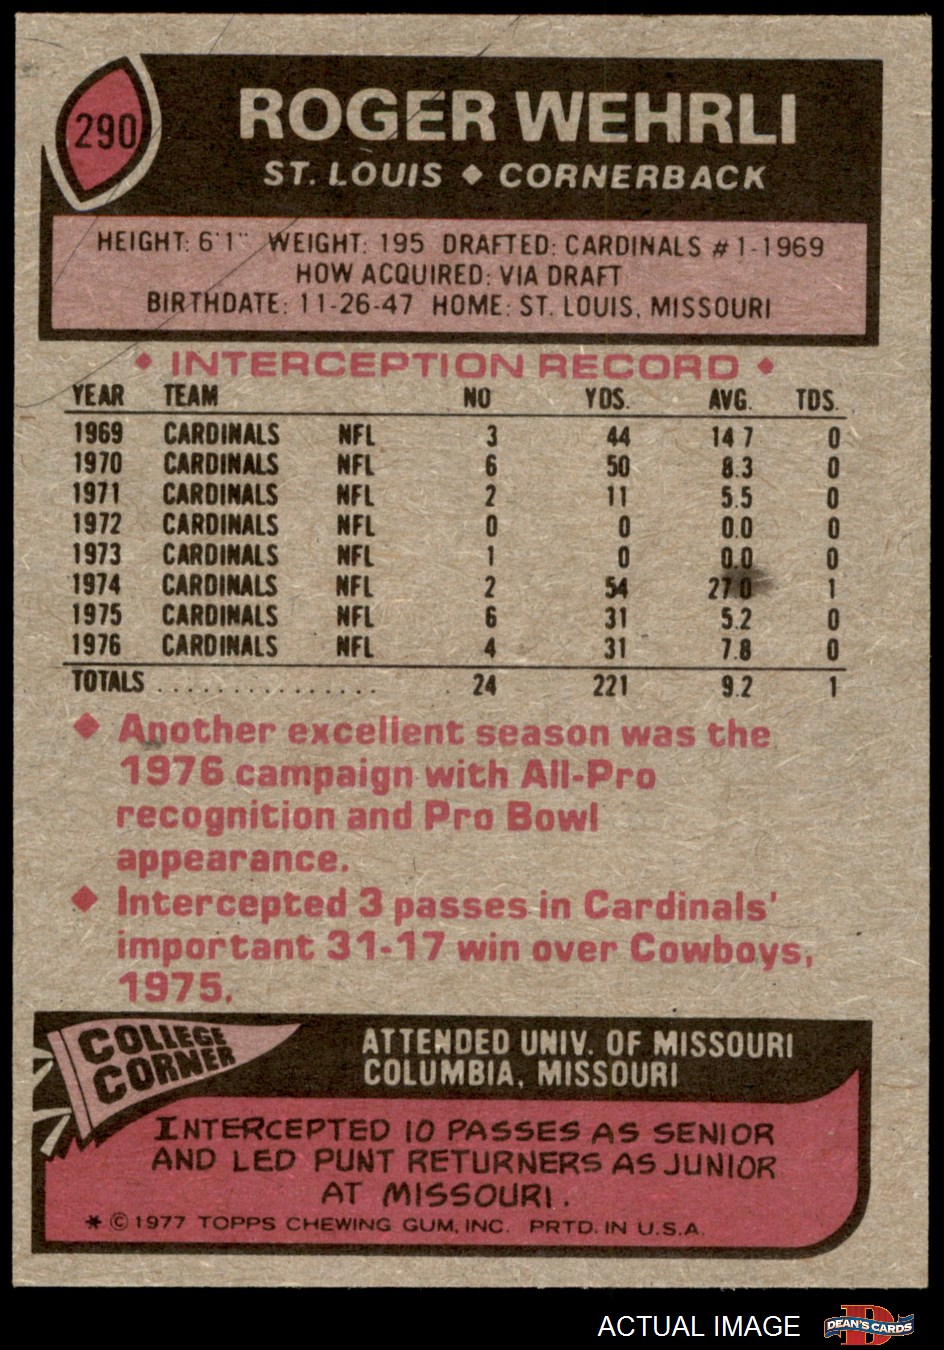 290
ROGER WEHRLI
ST. LOUIS ◆ CORNERBACK
HEIGHT: 6'1" WEIGHT: 195 DRAFTED: CARDINALS #1-1969
HOW ACQUIRED: VIA DRAFT
BIRTHDATE: 11-26-47 HOME: ST. LOUIS, MISSOURI
◆ INTERCEPTION RECORD ◆
YEAR TEAM NO YDS. AVG. TDS.
1969 CARDINALS NFL 3 44 14 7 0
1970 CARDINALS NFL 6 50 8.3 0
1971 CARDINALS NFL 2 11 5.5 0
1972 CARDINALS NFL 0 0 0.0 0
1973 CARDINALS NFL 1 0 0.0 0
1974 CARDINALS NFL 2 54 27.0 1
1975 CARDINALS NFL 6 31 5.2 0
1976 CARDINALS NFL 4 31 7.8 0
TOTALS . . . . . . . . . . . . . . . 24 221 9.2 1
◆ Another excellent season was the
1976 campaign with All-Pro
recognition and Pro Bowl
appearance.
◆ Intercepted 3 passes in Cardinals'
important 31-17 win over Cowboys,
1975.
COLLEGE
CORNER
ATTENDED UNIV. OF MISSOURI
COLUMBIA, MISSOURI
INTERCEPTED 10 PASSES AS SENIOR
AND LED PUNT RETURNERS AS JUNIOR
AT MISSOURI.
* © 1977 TOPPS CHEWING GUM, INC. PRTD. IN U.S.A.
ACTUAL IMAGE
D
DEAN'S CARDS